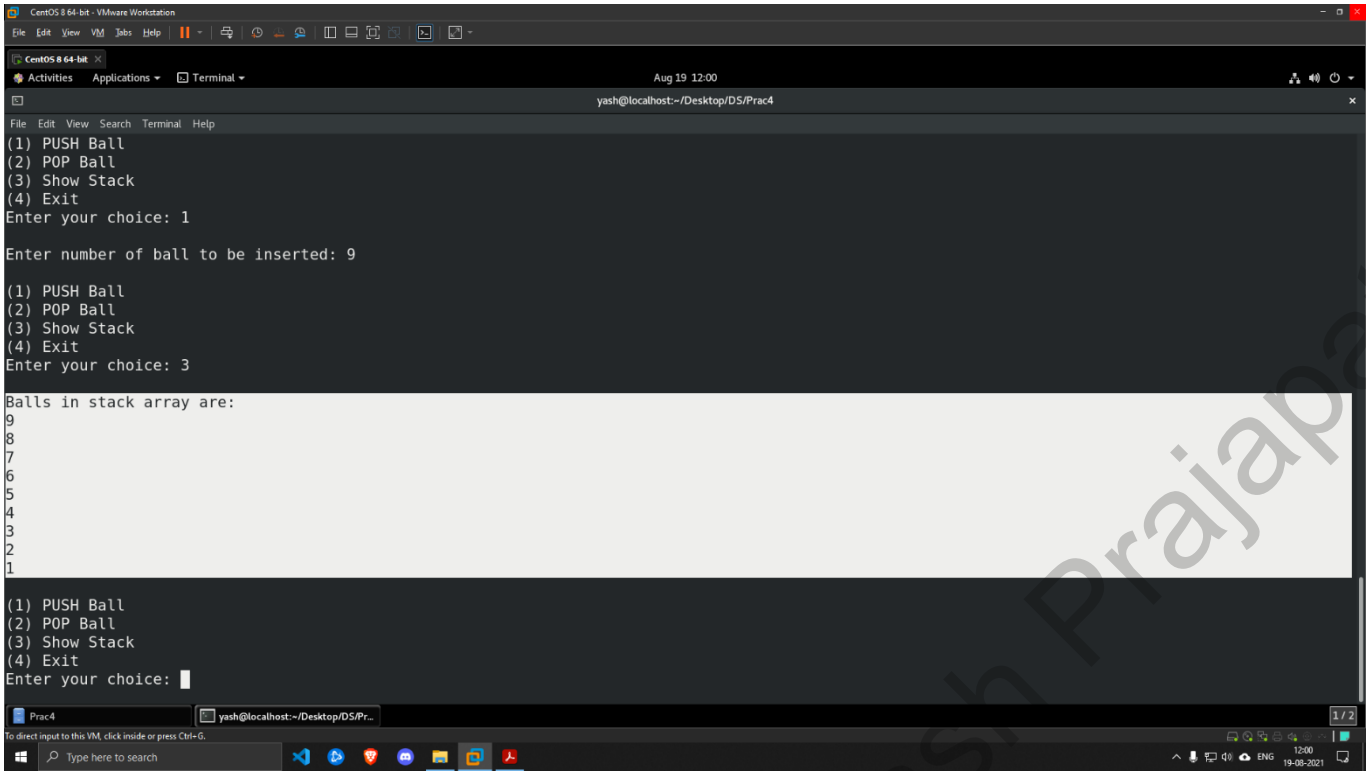 CentOS 8 64-bit - VMware Workstation
File Edit View VM Tabs Help
CentOS 8 64-bit
Activities Applications Terminal Aug 19 12:00
yash@localhost:~/Desktop/DS/Prac4
File Edit View Search Terminal Help
(1) PUSH Ball
(2) POP Ball
(3) Show Stack
(4) Exit
Enter your choice: 1
Enter number of ball to be inserted: 9
(1) PUSH Ball
(2) POP Ball
(3) Show Stack
(4) Exit
Enter your choice: 3
Balls in stack array are:
9
8
7
6
5
4
3
2
1
(1) PUSH Ball
(2) POP Ball
(3) Show Stack
(4) Exit
Enter your choice:
Prac4 yash@localhost:~/Desktop/DS/Pr... 1 / 2
To direct input to this VM, click inside or press Ctrl+G.
Type here to search ENG 12:00
19-08-2021
sh Prajapa